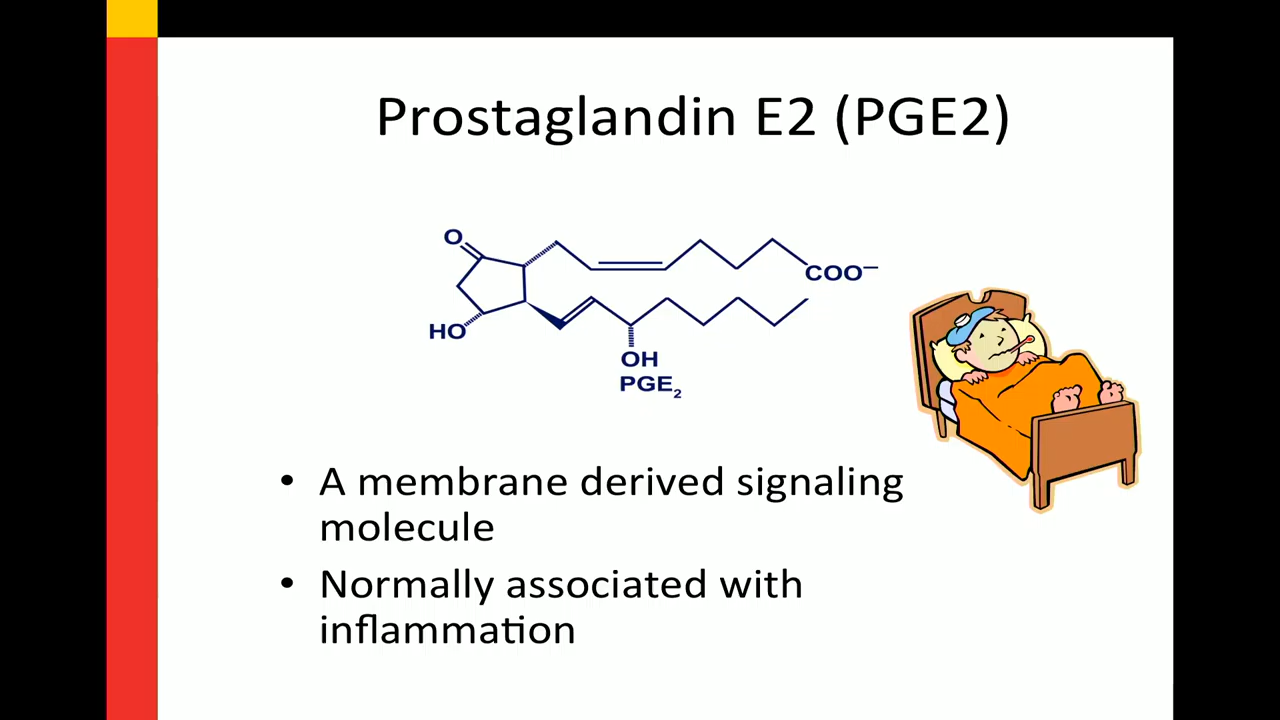 Prostaglandin E2 (PGE2)
O
COO⁻
HO
OH
PGE₂
• A membrane derived signaling
molecule
• Normally associated with
inflammation